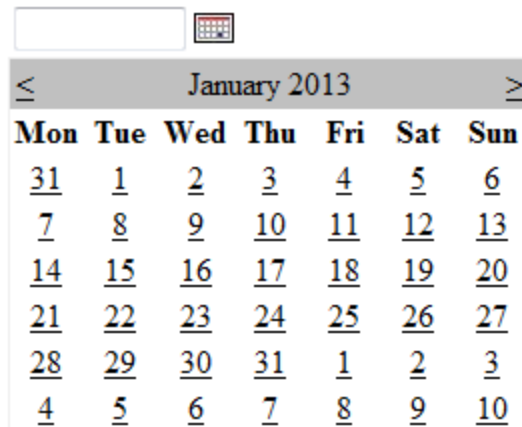 < January 2013 >
Mon Tue Wed Thu Fri Sat Sun
31 1 2 3 4 5 6
7 8 9 10 11 12 13
14 15 16 17 18 19 20
21 22 23 24 25 26 27
28 29 30 31 1 2 3
4 5 6 7 8 9 10